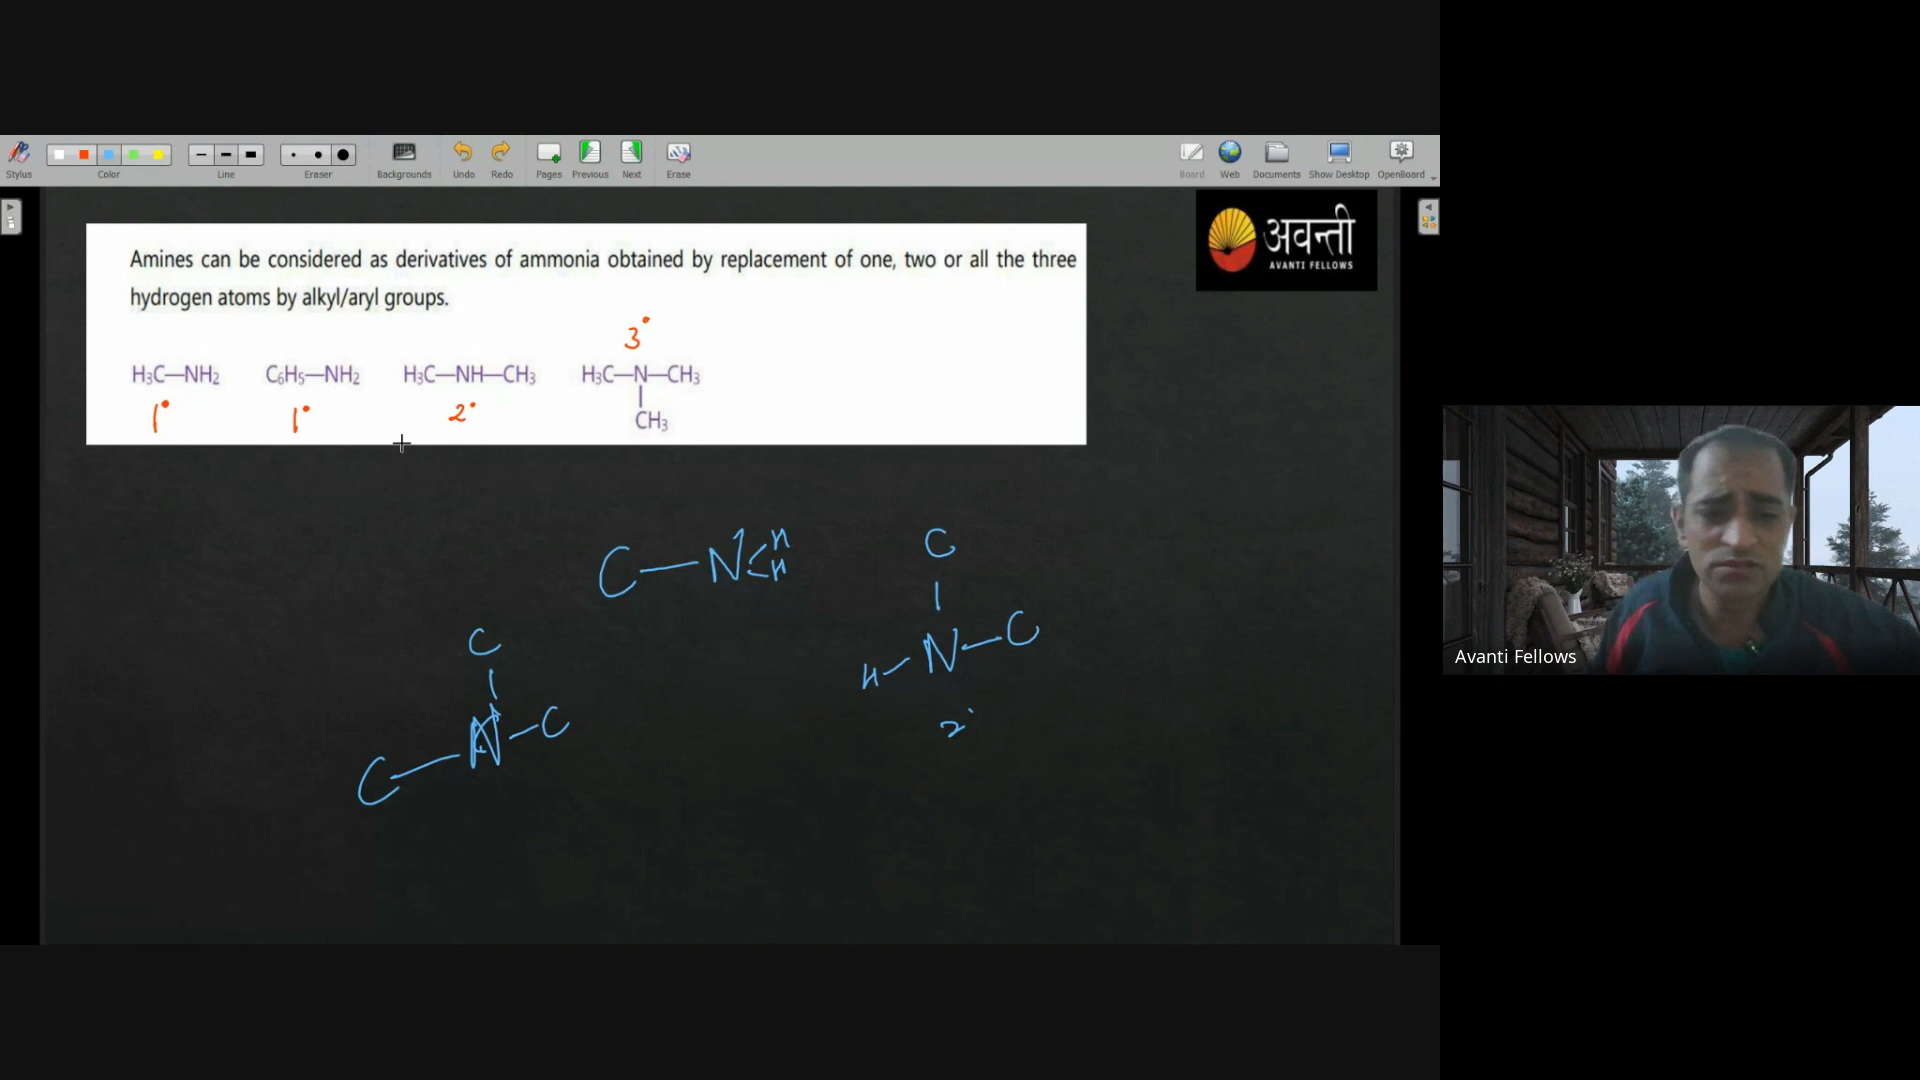 Stylus
Color
Line
Eraser
Backgrounds
Undo
Redo
Pages
Previous
Next
Erase
Board
Web
Documents
Show Desktop
OpenBoard
अवन्ती
AVANTI FELLOWS
Amines can be considered as derivatives of ammonia obtained by replacement of one, two or all the three
hydrogen atoms by alkyl/aryl groups.
3°
H₃C—NH₂ C₆H₅—NH₂ H₃C—NH—CH₃ H₃C—N—CH₃
1° 1° 2°
CH₃
C—N H
H
C
N—C
H
2°
C
N—C
C
Avanti Fellows